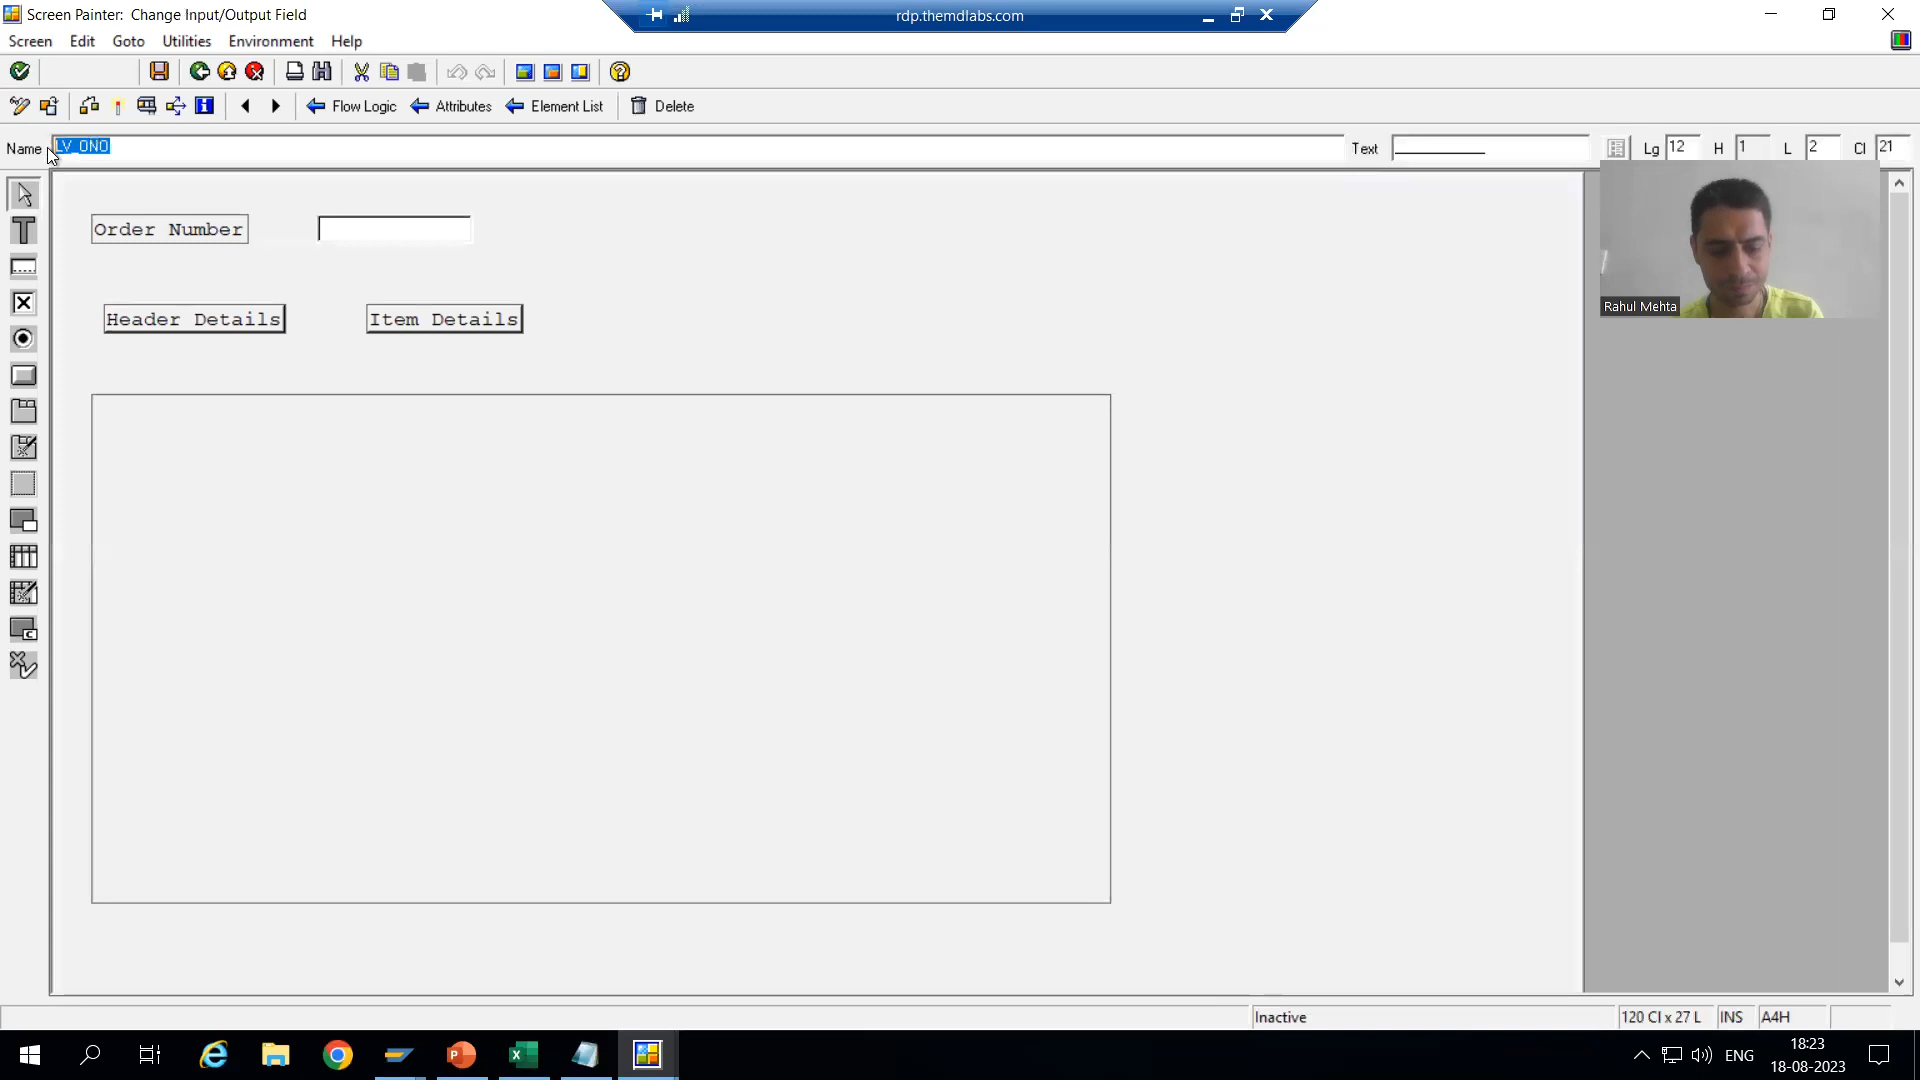 Screen Painter: Change Input/Output Field
rdp.themdlabs.com
Screen Edit Goto Utilities Environment Help
Flow Logic Attributes Element List Delete
Name LV_ONO Text ____________ Lg 12 H 1 L 2 Cl 21
Order Number
Rahul Mehta
Header Details Item Details
Inactive 120 Cl x 27 L INS A4H
ENG 18:23
18-08-2023